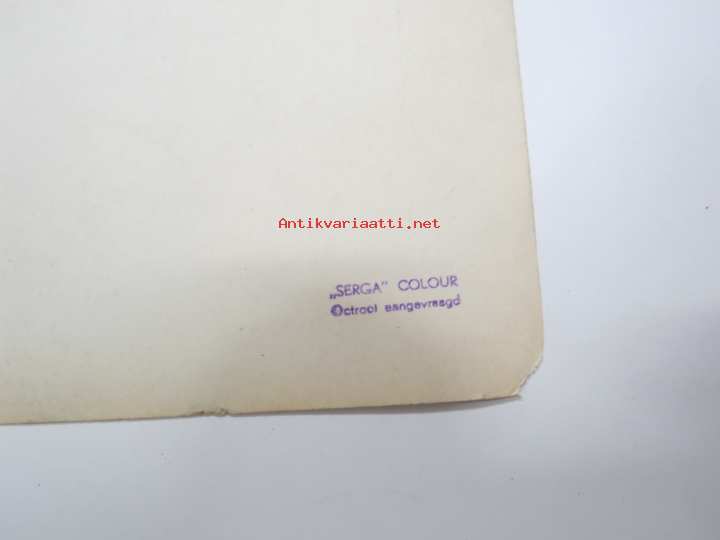 Antikvariaatti.net
„SERGA” COLOUR
Octrooi aangevraagd